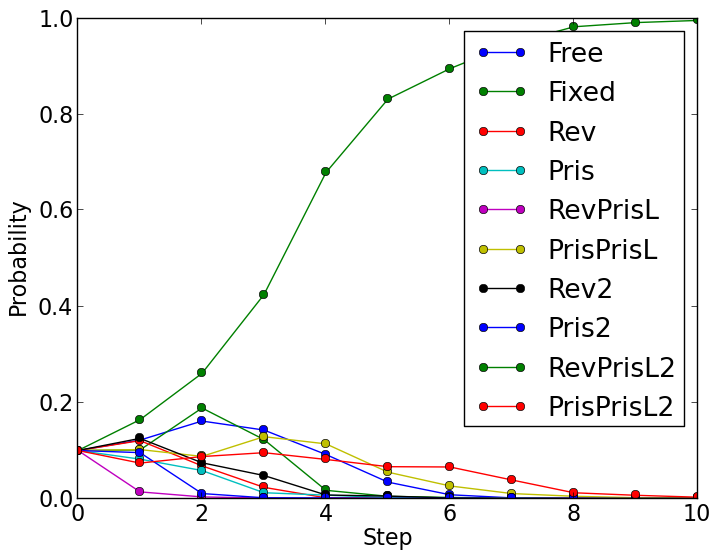 1.0
0.8
0.6
0.4
0.2
0.0
Probability
0 2 4 6 8 10
Step
Free
Fixed
Rev
Pris
RevPrisL
PrisPrisL
Rev2
Pris2
RevPrisL2
PrisPrisL2